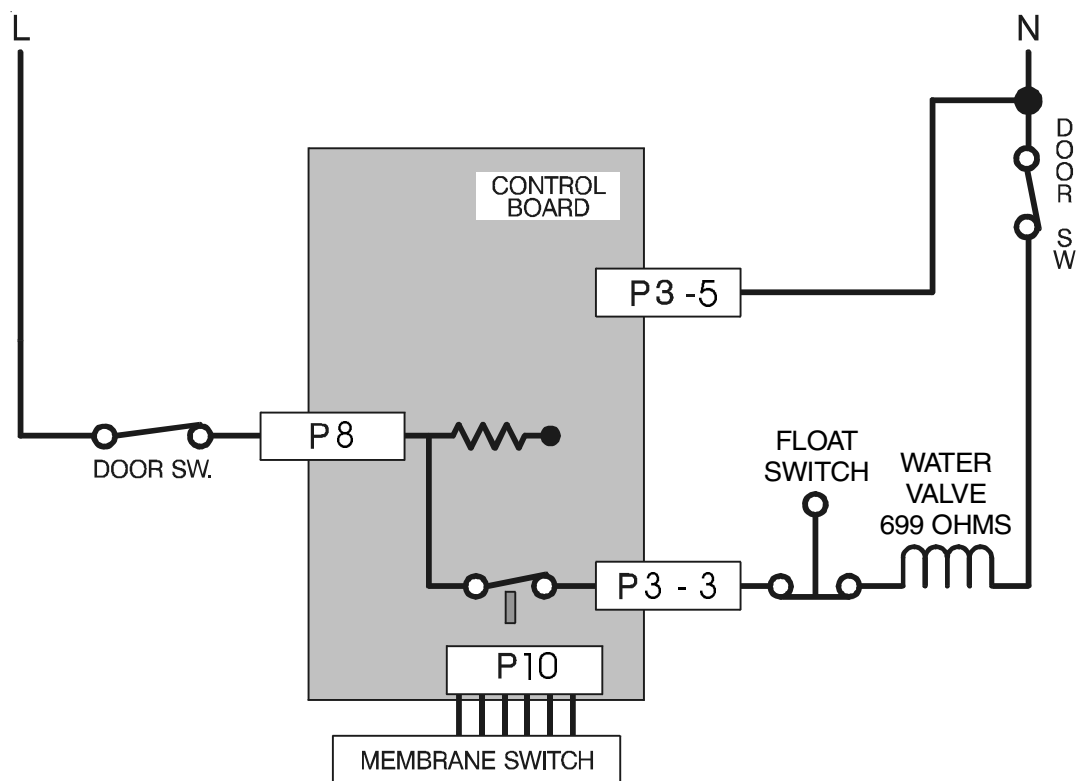 L
N
DOOR SW
CONTROL
BOARD
P3 -5
P8
DOOR SW.
FLOAT
SWITCH
WATER
VALVE
699 OHMS
P3 - 3
P10
MEMBRANE SWITCH